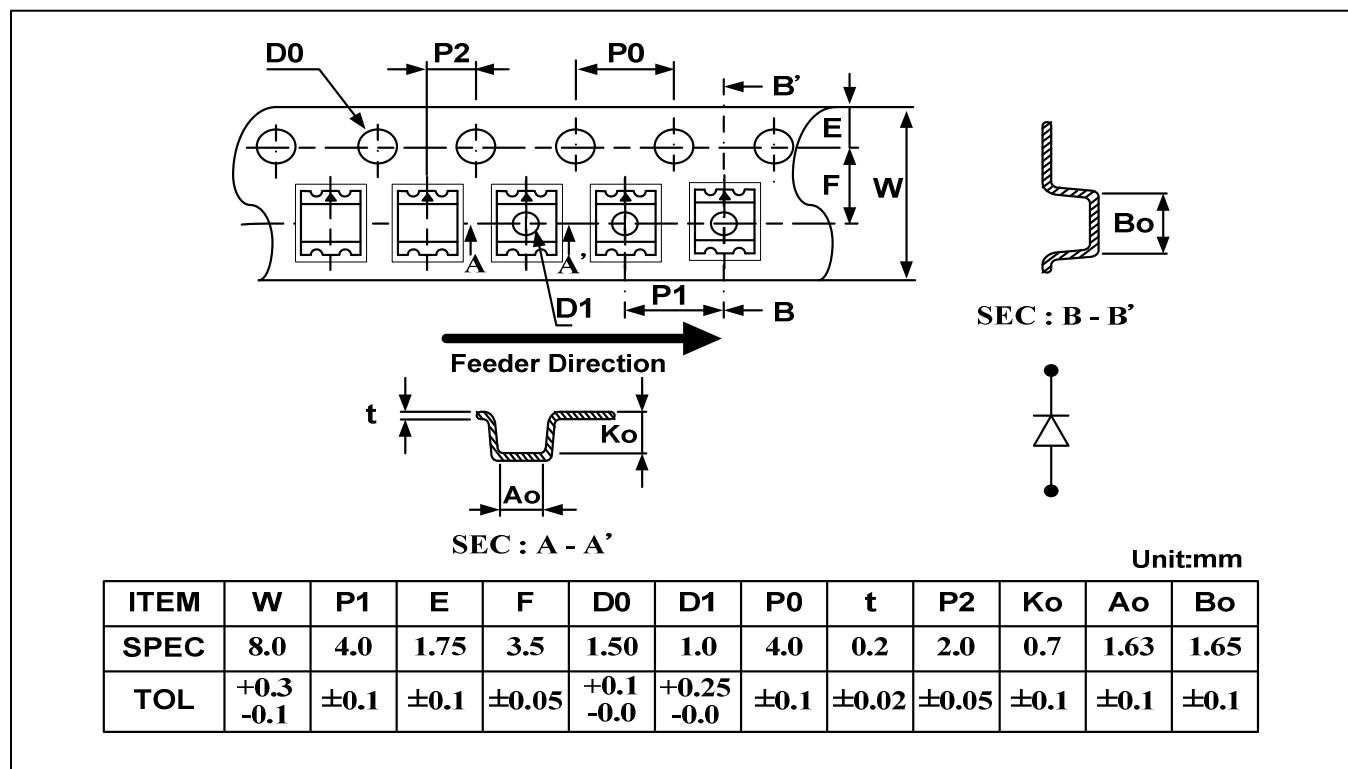 D0
P2
P0
B’
E
F
W
A
A’
D1
P1
B
Feeder Direction
Bo
SEC : B - B’
t
Ko
Ao
SEC : A - A’
Unit:mm
ITEM W P1 E F D0 D1 P0 t P2 Ko Ao Bo
SPEC 8.0 4.0 1.75 3.5 1.50 1.0 4.0 0.2 2.0 0.7 1.63 1.65
TOL +0.3 -0.1 ±0.1 ±0.1 ±0.05 +0.1 -0.0 +0.25 -0.0 ±0.1 ±0.02 ±0.05 ±0.1 ±0.1 ±0.1